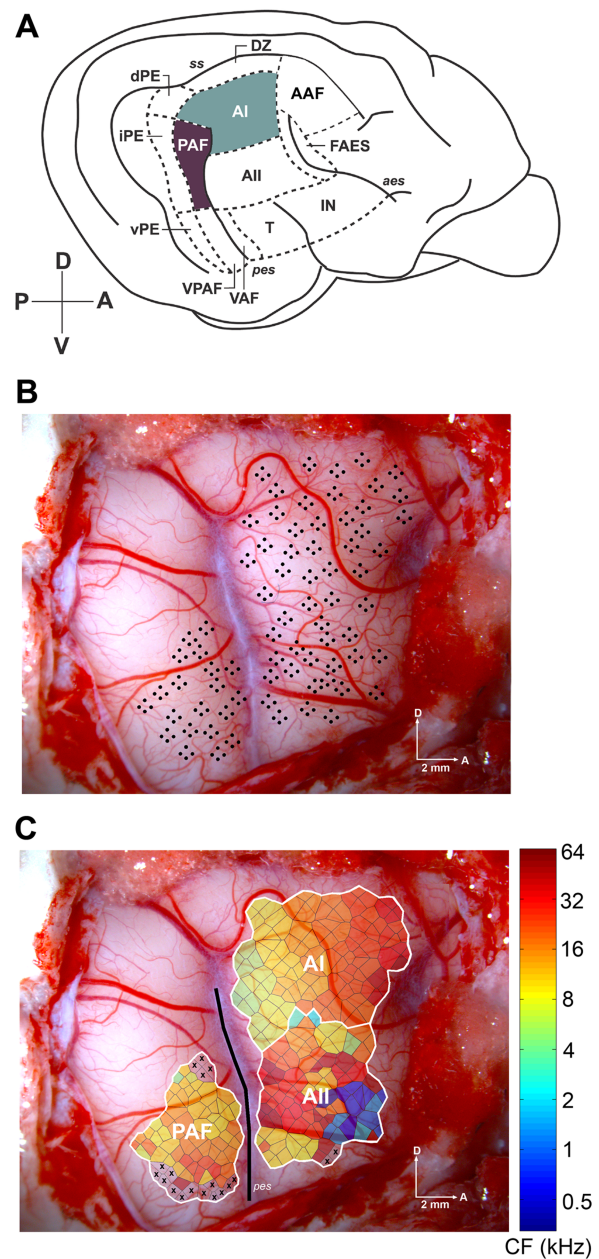 A
DZ
ss
dPE
AAF
AI
iPE
PAF
FAES
AII
aes
IN
vPE
T
D
pes
VPAF
VAF
P A
V
B
D
A
2 mm
C
64
32
AI
16
8
4
AII
2
PAF
1
D
pes
A
2 mm
0.5
CF (kHz)